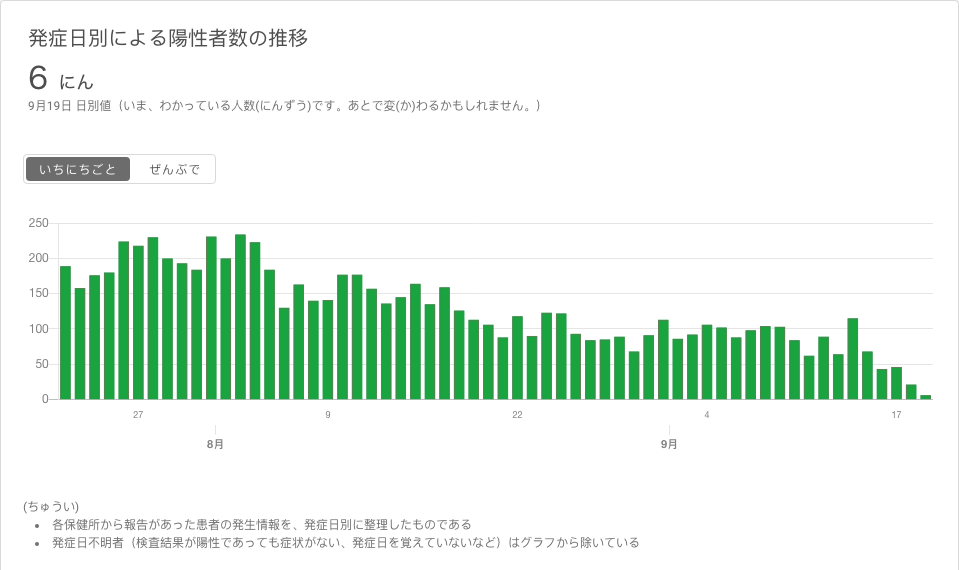 発症日別による陽性者数の推移
6 にん
9月19日 日別値（いま、わかっている人数(にんずう)です。あとで変(か)わるかもしれません。）
いちにちごと ぜんぶで
250
200
150
100
50
0
27 9 22 4 17
8月 9月
(ちゅうい)
• 各保健所から報告があった患者の発生情報を、発症日別に整理したものである
• 発症日不明者（検査結果が陽性であっても症状がない、発症日を覚えていないなど）はグラフから除いている